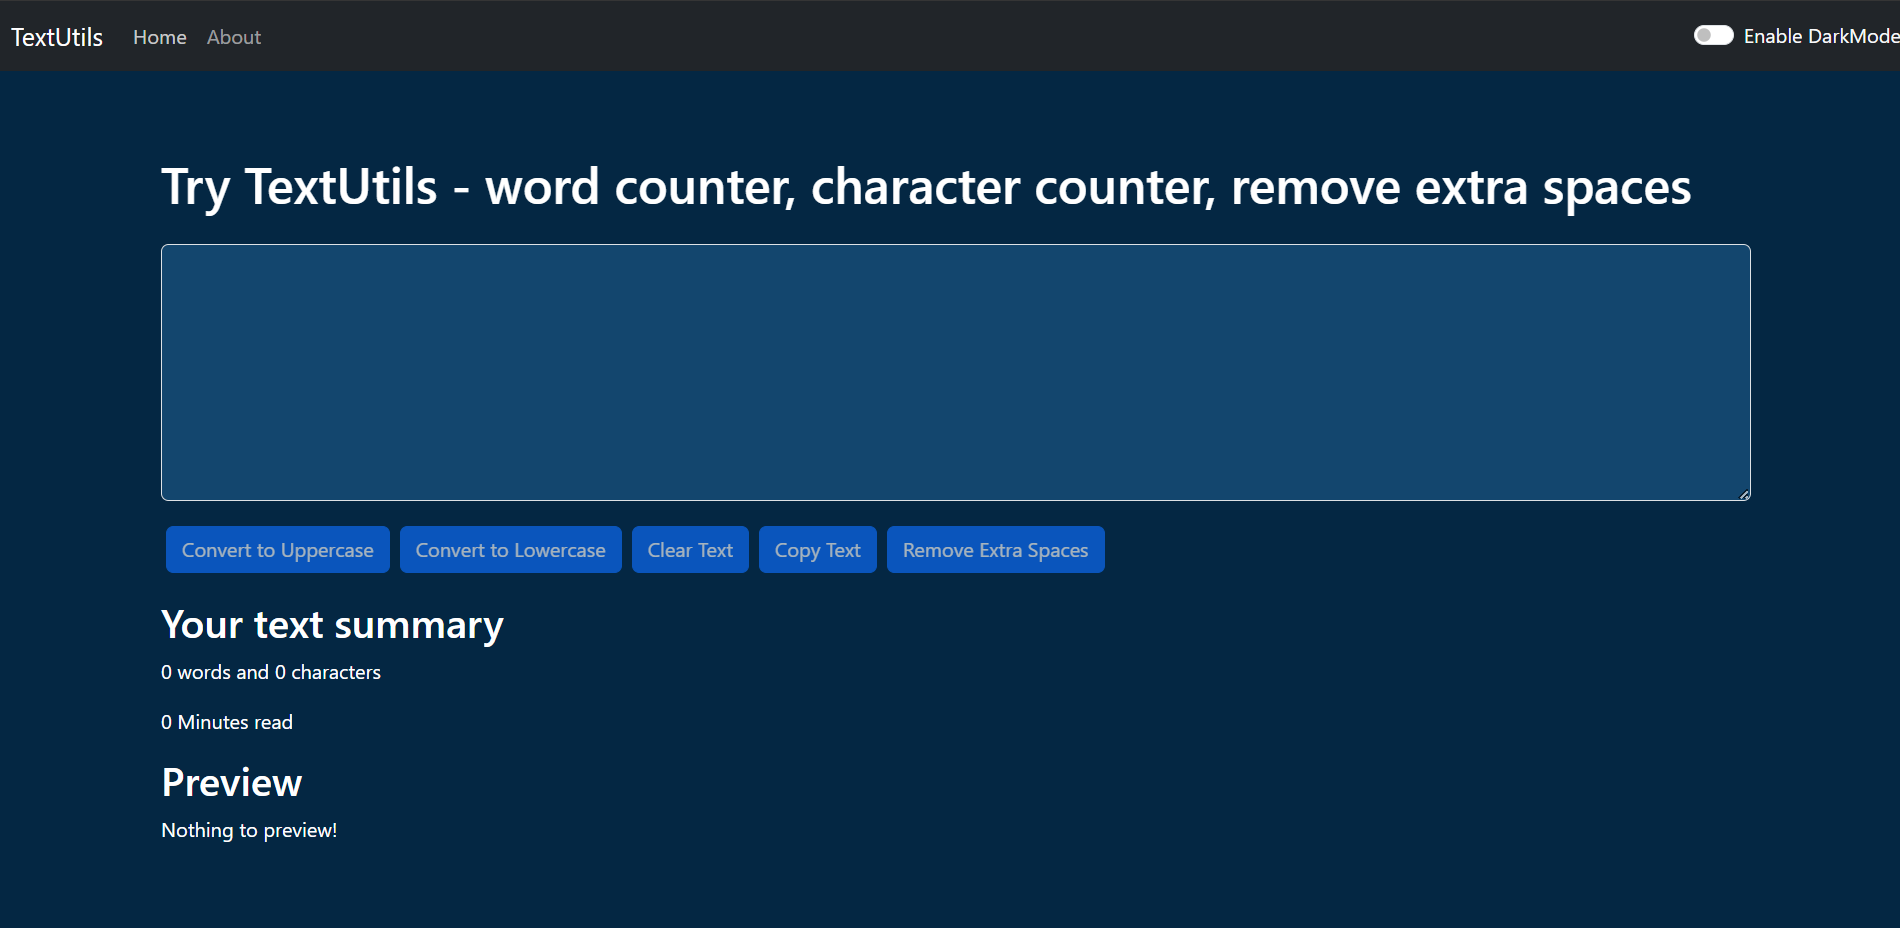 TextUtils Home About Enable DarkMode
Try TextUtils - word counter, character counter, remove extra spaces
Convert to Uppercase Convert to Lowercase Clear Text Copy Text Remove Extra Spaces
Your text summary
0 words and 0 characters
0 Minutes read
Preview
Nothing to preview!